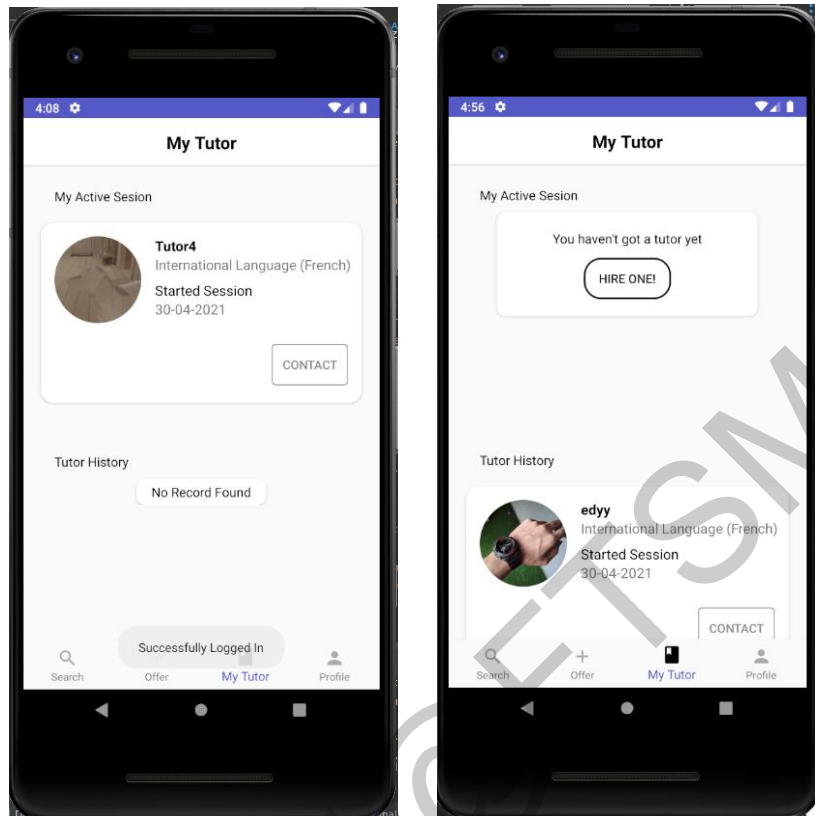 4:08
My Tutor
My Active Sesion
Tutor4
International Language (French)
Started Session
30-04-2021
CONTACT
Tutor History
No Record Found
Successfully Logged In
Search
Offer
My Tutor
Profile
4:56
My Tutor
My Active Sesion
You haven't got a tutor yet
HIRE ONE!
Tutor History
edyy
International Language (French)
Started Session
30-04-2021
CONTACT
Search
Offer
My Tutor
Profile